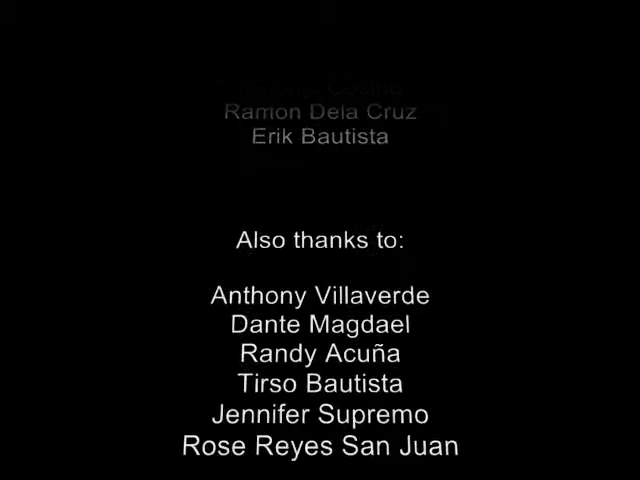 Ramon Dela Cruz
Erik Bautista
Also thanks to:
Anthony Villaverde
Dante Magdael
Randy Acuña
Tirso Bautista
Jennifer Supremo
Rose Reyes San Juan